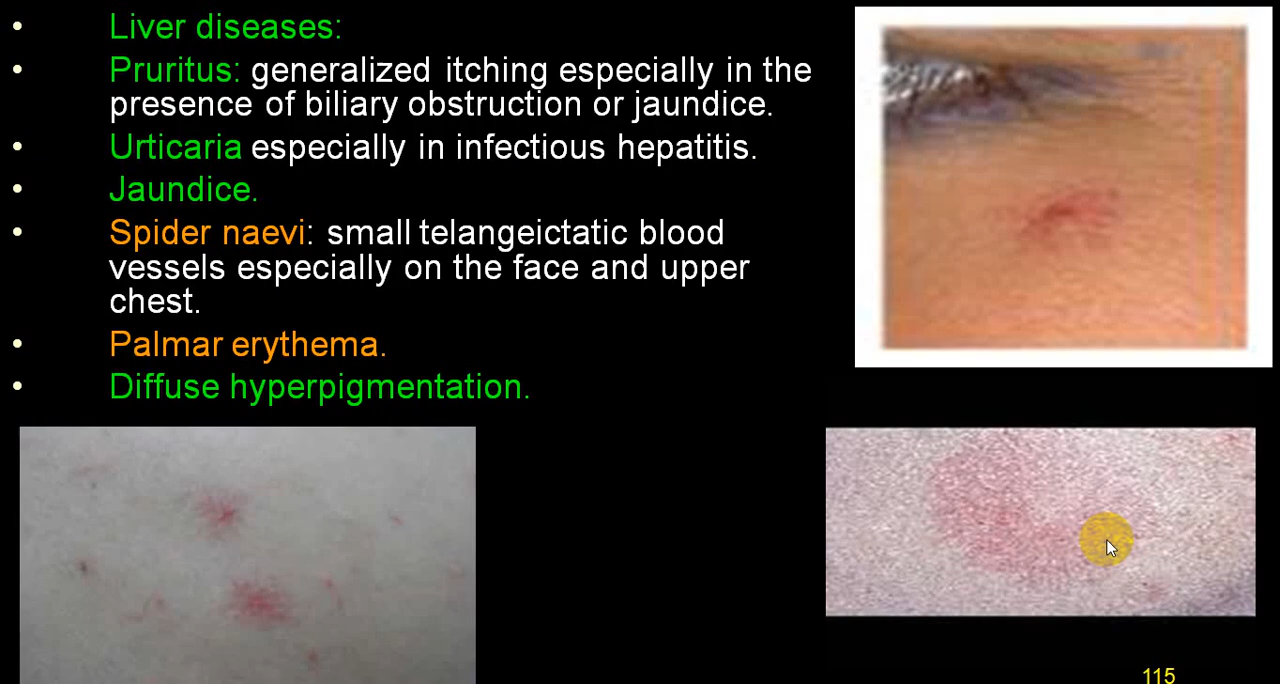 • Liver diseases:
• Pruritus: generalized itching especially in the
presence of biliary obstruction or jaundice.
• Urticaria especially in infectious hepatitis.
• Jaundice.
• Spider naevi: small telangeictatic blood
vessels especially on the face and upper
chest.
• Palmar erythema.
• Diffuse hyperpigmentation.
115